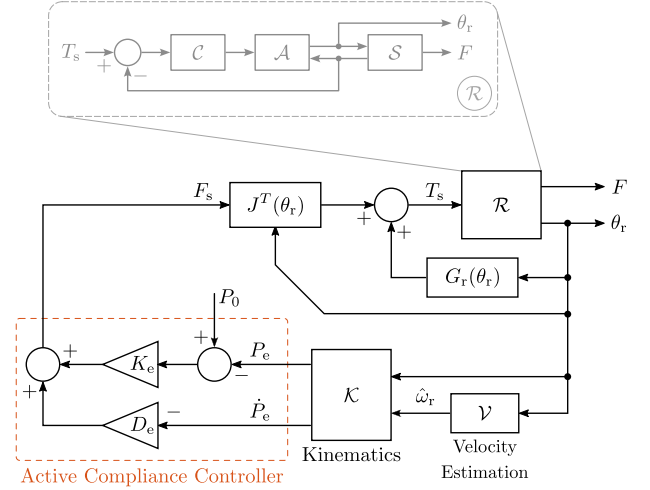 θ_r
T_s + − C A S F
R
F_s J^T(θ_r) + + T_s R F
θ_r
G_r(θ_r)
P_0
+ K_e + − P_e
K
+ D_e − Ṗ_e ω̂_r V
Kinematics
Velocity
Estimation
Active Compliance Controller